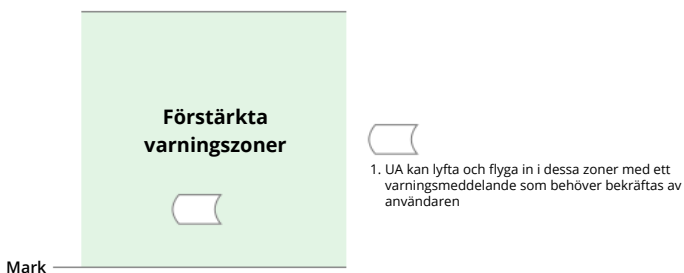 Förstärkta
varningszoner
1. UA kan lyfta och flyga in i dessa zoner med ett
varningsmeddelande som behöver bekräftas av
användaren
Mark